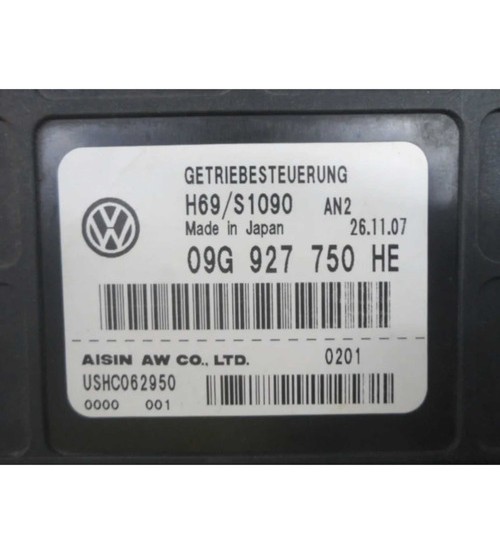 GETRIEBESTEUERUNG
H69/S1090 AN2
Made in Japan 26.11.07
09G 927 750 HE
AISIN AW CO., LTD. 0201
USHC062950
0000 001